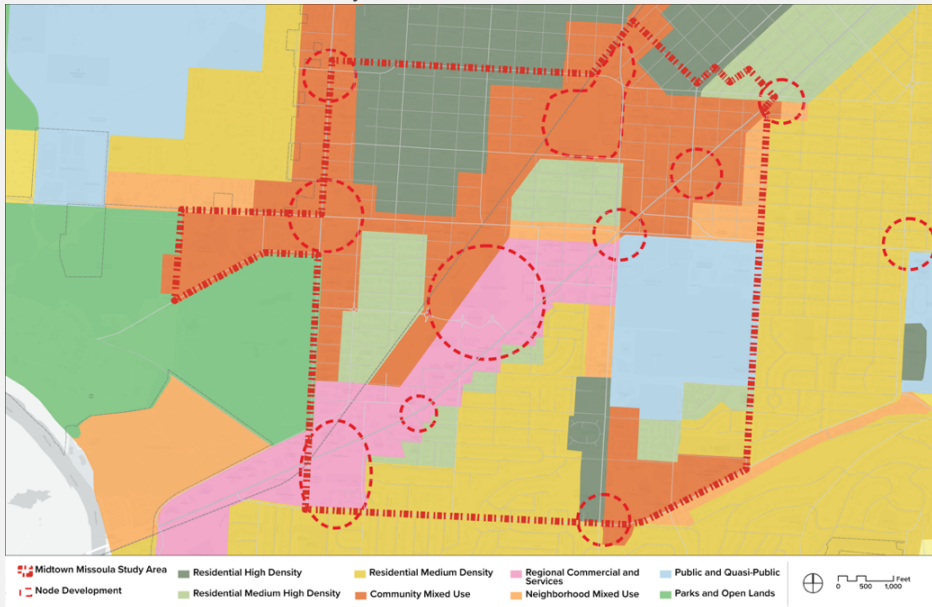 Midtown Missoula Study Area
Node Development
Residential High Density
Residential Medium High Density
Residential Medium Density
Community Mixed Use
Regional Commercial and
Services
Neighborhood Mixed Use
Public and Quasi-Public
Parks and Open Lands
Feet
0 500 1,000